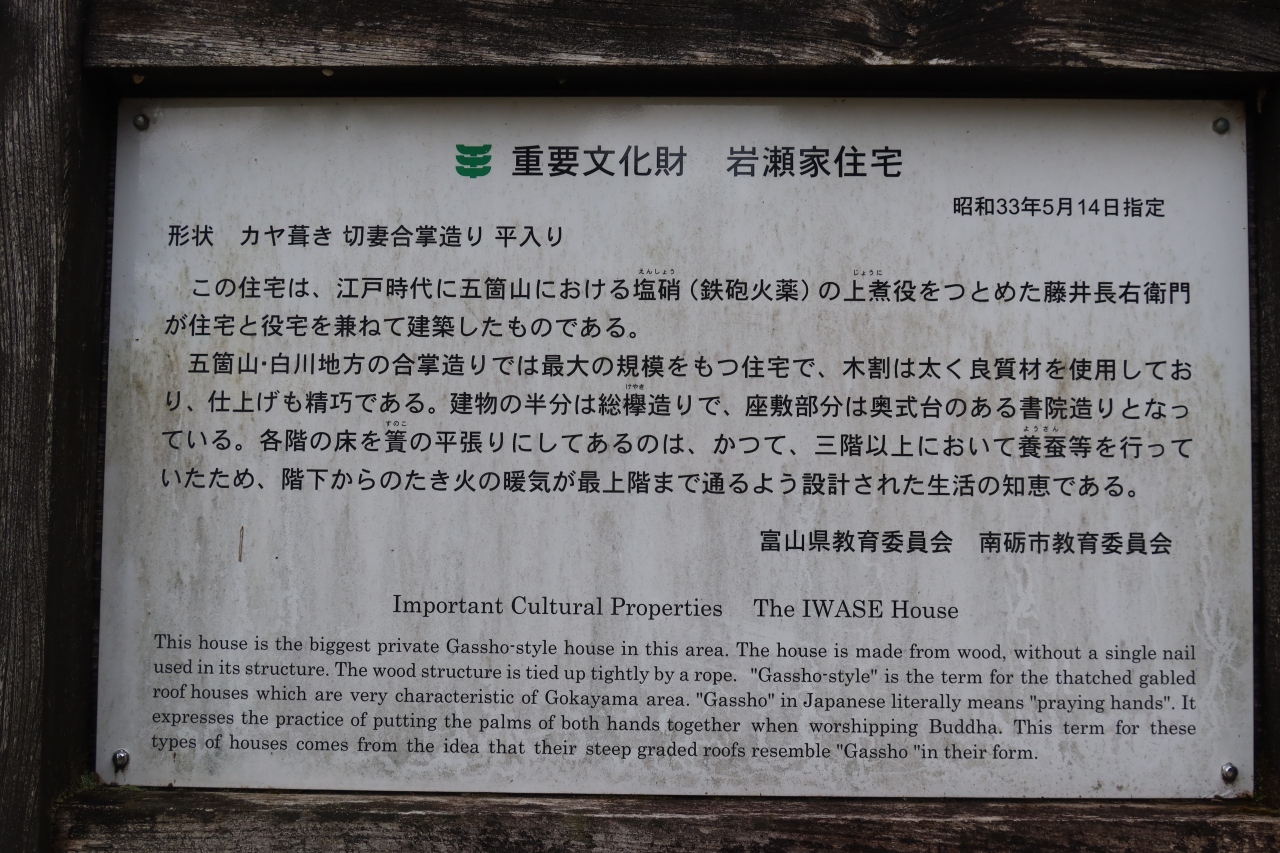 重要文化財　岩瀬家住宅
昭和33年5月14日指定
形状　カヤ葺き 切妻合掌造り 平入り
えんしょう じょうに
この住宅は、江戸時代に五箇山における塩硝（鉄砲火薬）の上煮役をつとめた藤井長右衛門
が住宅と役宅を兼ねて建築したものである。
五箇山･白川地方の合掌造りでは最大の規模をもつ住宅で、木割は太く良質材を使用してお
けやき
り、仕上げも精巧である。建物の半分は総欅造りで、座敷部分は奥式台のある書院造りとなっ
すのこ ようさん
ている。各階の床を簀の平張りにしてあるのは、かつて、三階以上において養蚕等を行って
いたため、階下からのたき火の暖気が最上階まで通るよう設計された生活の知恵である。
富山県教育委員会　南砺市教育委員会
Important Cultural Properties The IWASE House
This house is the biggest private Gassho-style house in this area. The house is made from wood, without a single nail
used in its structure. The wood structure is tied up tightly by a rope. "Gassho-style" is the term for the thatched gabled
roof houses which are very characteristic of Gokayama area. "Gassho" in Japanese literally means "praying hands". It
expresses the practice of putting the palms of both hands together when worshipping Buddha. This term for these
types of houses comes from the idea that their steep graded roofs resemble "Gassho "in their form.